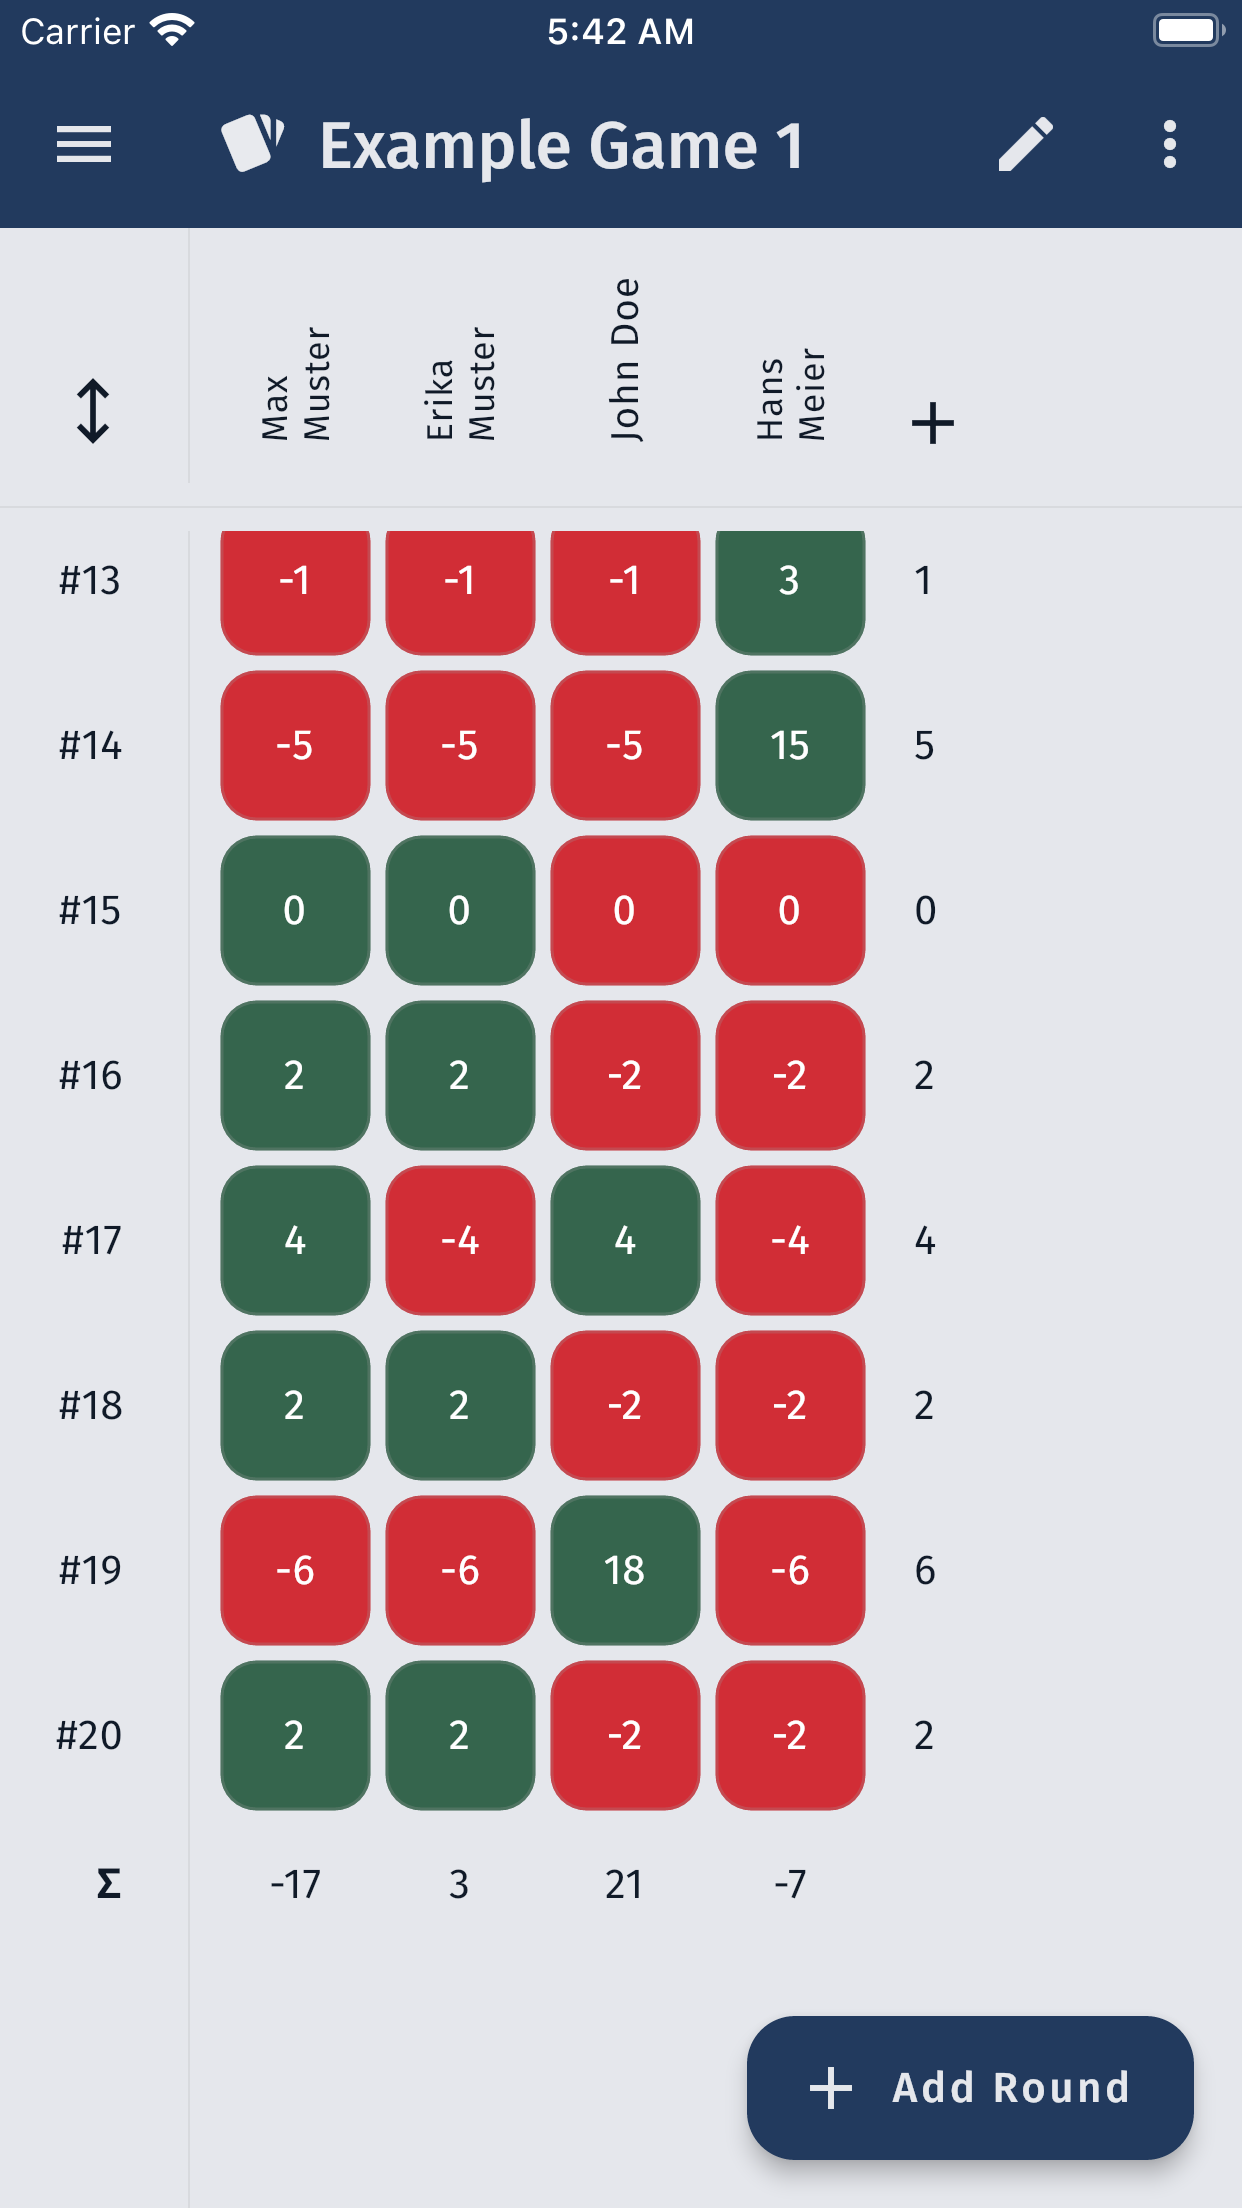 Carrier 5:42 AM
Example Game 1
Max Muster Erika Muster John Doe Hans Meier +
#13 -1 -1 -1 3 1
#14 -5 -5 -5 15 5
#15 0 0 0 0 0
#16 2 2 -2 -2 2
#17 4 -4 4 -4 4
#18 2 2 -2 -2 2
#19 -6 -6 18 -6 6
#20 2 2 -2 -2 2
Σ -17 3 21 -7
+ Add Round